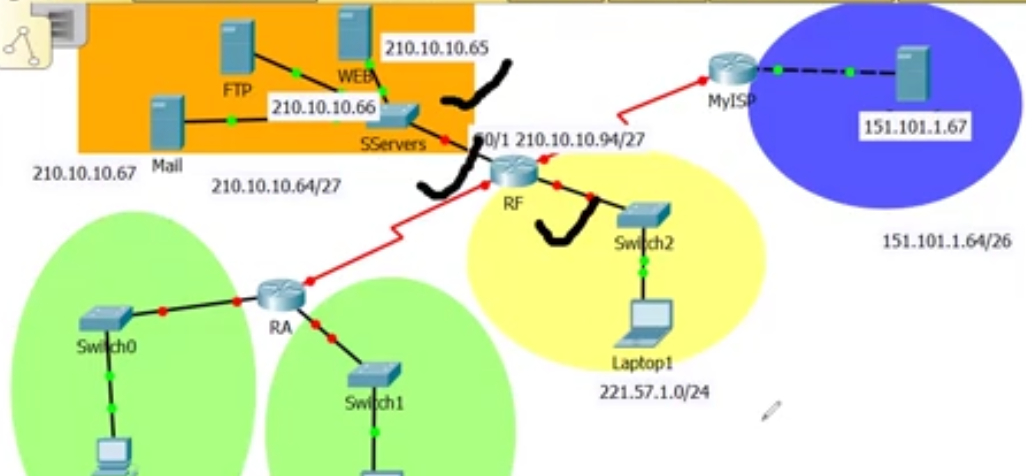 WEB
210.10.10.65
FTP
210.10.10.66
MyISP
151.101.1.67
SServers
0/1 210.10.10.94/27
210.10.10.67
Mail
210.10.10.64/27
RF
Switch2
151.101.1.64/26
RA
Switch0
Laptop1
221.57.1.0/24
Switch1